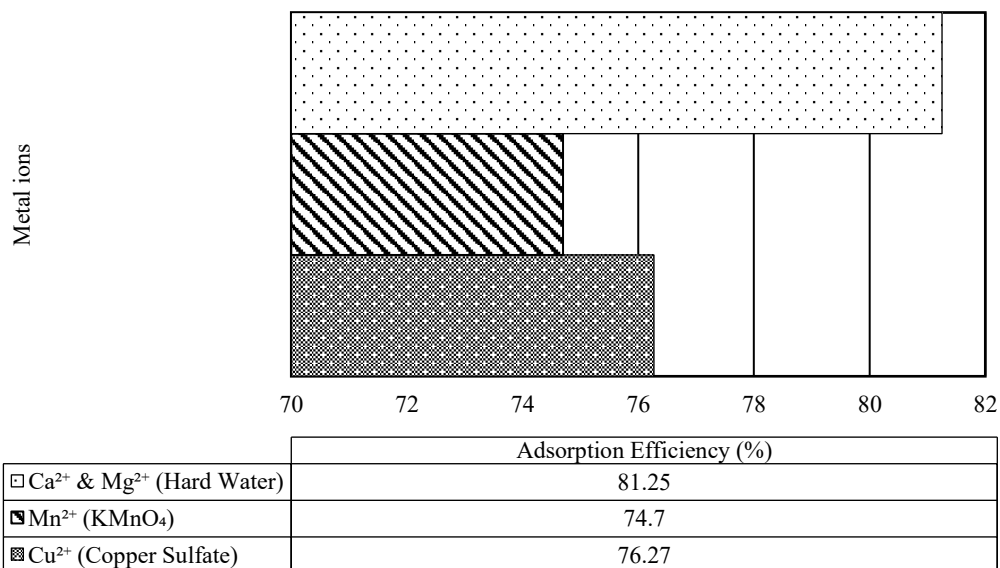 Metal ions
70 72 74 76 78 80 82
Adsorption Efficiency (%)
Ca²⁺ & Mg²⁺ (Hard Water) 81.25
Mn²⁺ (KMnO₄) 74.7
Cu²⁺ (Copper Sulfate) 76.27